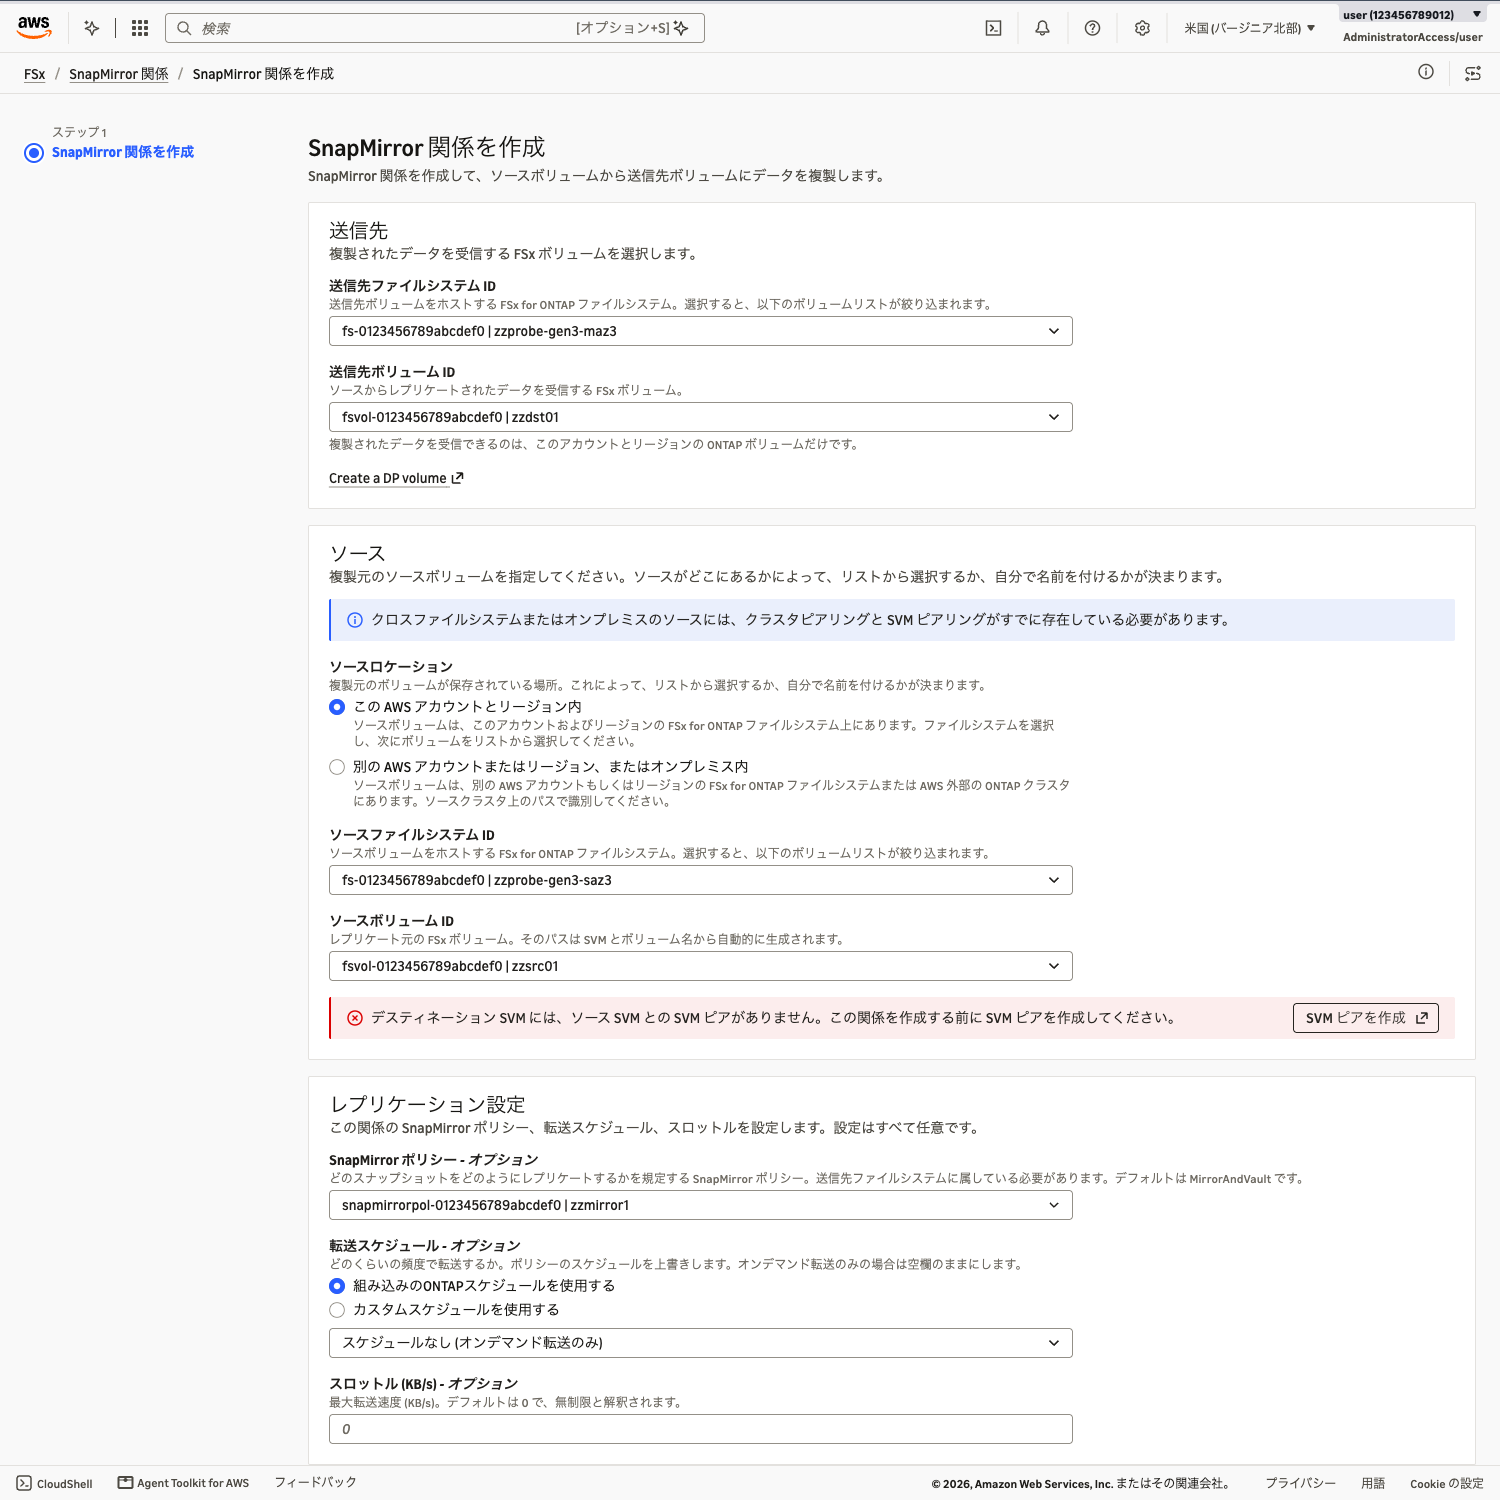 aws
検索
[オプション+S]
米国 (バージニア北部) ▼
user (123456789012) ▼
AdministratorAccess/user
FSx / SnapMirror 関係 / SnapMirror 関係を作成
ステップ 1
SnapMirror 関係を作成
SnapMirror 関係を作成
SnapMirror 関係を作成して、ソースボリュームから送信先ボリュームにデータを複製します。
送信先
複製されたデータを受信する FSx ボリュームを選択します。
送信先ファイルシステム ID
送信先ボリュームをホストする FSx for ONTAP ファイルシステム。選択すると、以下のボリュームリストが絞り込まれます。
fs-0123456789abcdef0 | zzprobe-gen3-maz3
送信先ボリューム ID
ソースからレプリケートされたデータを受信する FSx ボリューム。
fsvol-0123456789abcdef0 | zzdst01
複製されたデータを受信できるのは、このアカウントとリージョンの ONTAP ボリュームだけです。
Create a DP volume
ソース
複製元のソースボリュームを指定してください。ソースがどこにあるかによって、リストから選択するか、自分で名前を付けるかが決まります。
クロスファイルシステムまたはオンプレミスのソースには、クラスタピアリングと SVM ピアリングがすでに存在している必要があります。
ソースロケーション
複製元のボリュームが保存されている場所。これによって、リストから選択するか、自分で名前を付けるかが決まります。
この AWS アカウントとリージョン内
ソースボリュームは、このアカウントおよびリージョンの FSx for ONTAP ファイルシステム上にあります。ファイルシステムを選択
し、次にボリュームをリストから選択してください。
別の AWS アカウントまたはリージョン、またはオンプレミス内
ソースボリュームは、別の AWS アカウントもしくはリージョンの FSx for ONTAP ファイルシステムまたは AWS 外部の ONTAP クラスタ
にあります。ソースクラスタ上のパスで識別してください。
ソースファイルシステム ID
ソースボリュームをホストする FSx for ONTAP ファイルシステム。選択すると、以下のボリュームリストが絞り込まれます。
fs-0123456789abcdef0 | zzprobe-gen3-saz3
ソースボリューム ID
レプリケート元の FSx ボリューム。そのパスは SVM とボリューム名から自動的に生成されます。
fsvol-0123456789abcdef0 | zzsrc01
デスティネーション SVM には、ソース SVM との SVM ピアがありません。この関係を作成する前に SVM ピアを作成してください。
SVM ピアを作成
レプリケーション設定
この関係の SnapMirror ポリシー、転送スケジュール、スロットルを設定します。設定はすべて任意です。
SnapMirror ポリシー - オプション
どのスナップショットをどのようにレプリケートするかを規定する SnapMirror ポリシー。送信先ファイルシステムに属している必要があります。デフォルトは MirrorAndVault です。
snapmirrorpol-0123456789abcdef0 | zzmirror1
転送スケジュール - オプション
どのくらいの頻度で転送するか。ポリシーのスケジュールを上書きします。オンデマンド転送のみの場合は空欄のままにします。
組み込みのONTAPスケジュールを使用する
カスタムスケジュールを使用する
スケジュールなし (オンデマンド転送のみ)
スロットル (KB/s) - オプション
最大転送速度 (KB/s)。デフォルトは 0 で、無制限と解釈されます。
0
CloudShell
Agent Toolkit for AWS
フィードバック
© 2026, Amazon Web Services, Inc. またはその関連会社。
プライバシー
用語
Cookie の設定